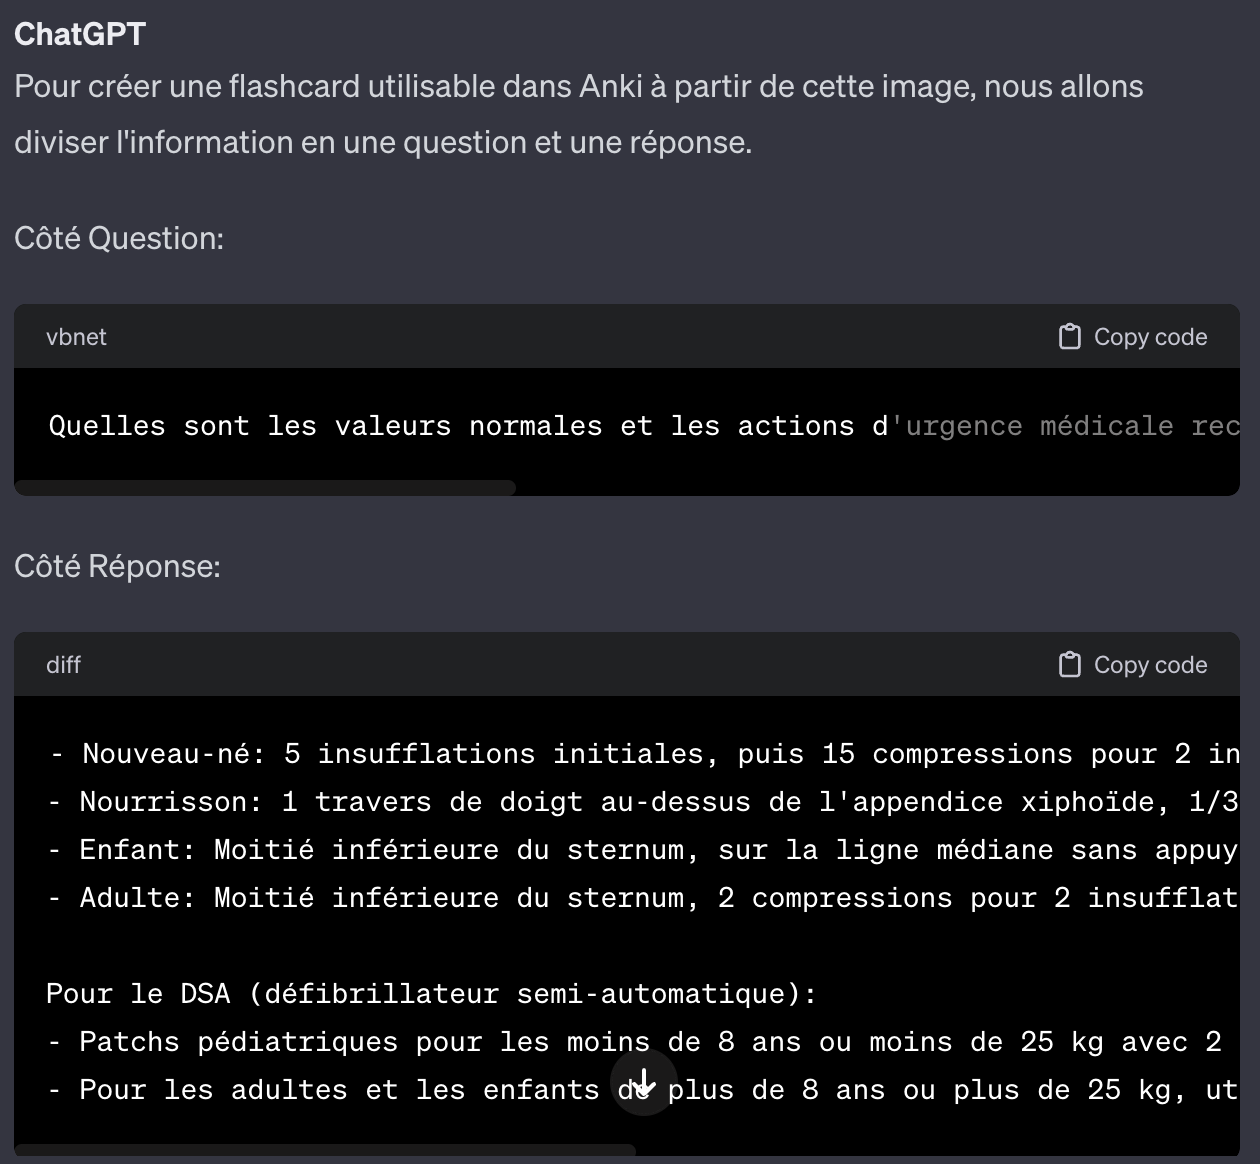 ChatGPT
Pour créer une flashcard utilisable dans Anki à partir de cette image, nous allons
diviser l'information en une question et une réponse.
Côté Question:
vbnet
Copy code
Quelles sont les valeurs normales et les actions d'urgence médicale rec
Côté Réponse:
diff
Copy code
- Nouveau-né: 5 insufflations initiales, puis 15 compressions pour 2 in
- Nourrisson: 1 travers de doigt au-dessus de l'appendice xiphoïde, 1/3
- Enfant: Moitié inférieure du sternum, sur la ligne médiane sans appuy
- Adulte: Moitié inférieure du sternum, 2 compressions pour 2 insufflat
Pour le DSA (défibrillateur semi-automatique):
- Patchs pédiatriques pour les moins de 8 ans ou moins de 25 kg avec 2
- Pour les adultes et les enfants de plus de 8 ans ou plus de 25 kg, ut